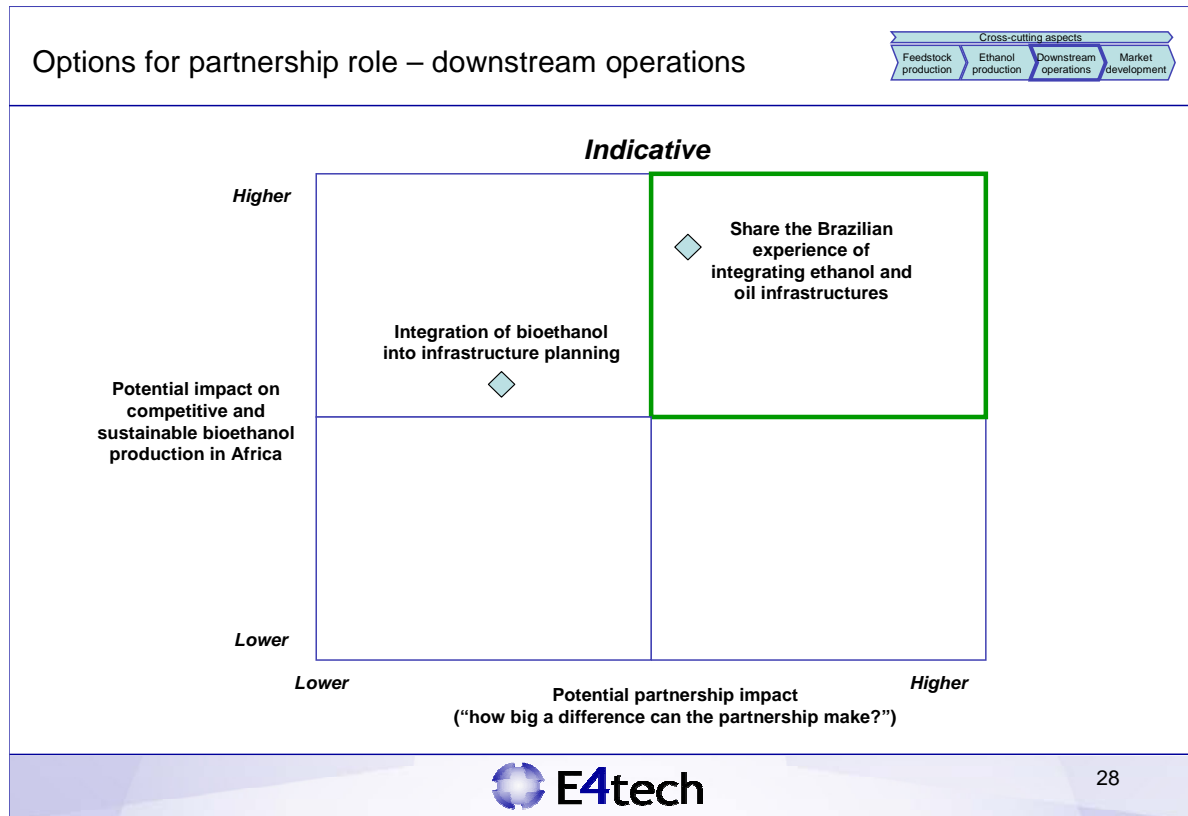 Options for partnership role – downstream operations
Cross-cutting aspects
Feedstock
production
Ethanol
production
Downstream
operations
Market
development
Indicative
Higher
Share the Brazilian
experience of
integrating ethanol and
oil infrastructures
Integration of bioethanol
into infrastructure planning
Potential impact on
competitive and
sustainable bioethanol
production in Africa
Lower
Lower
Higher
Potential partnership impact
(“how big a difference can the partnership make?”)
E4tech
28